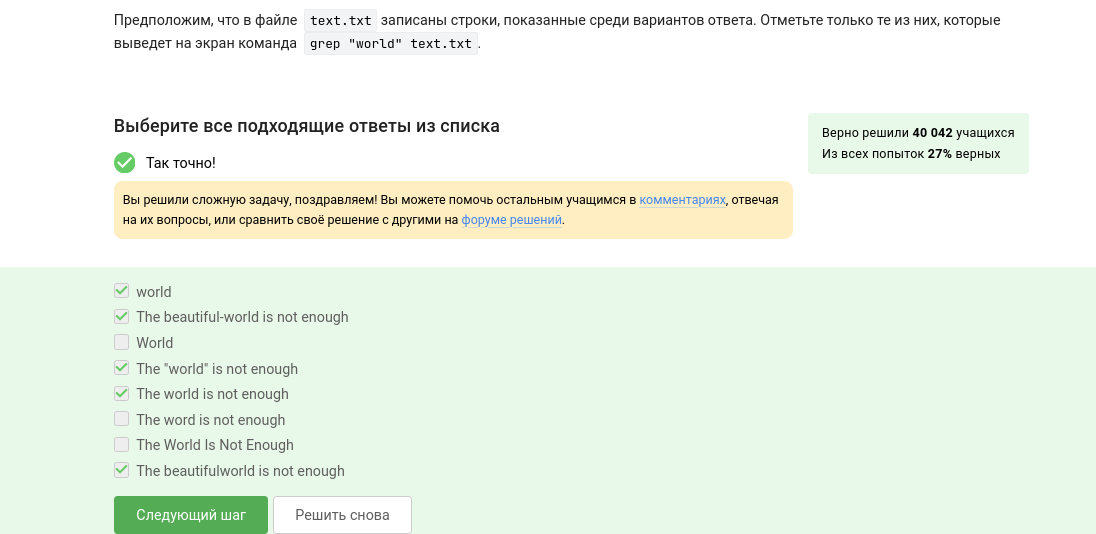 Предположим, что в файле text.txt записаны строки, показанные среди вариантов ответа. Отметьте только те из них, которые
выведет на экран команда grep "world" text.txt.
Выберите все подходящие ответы из списка
Верно решили 40 042 учащихся
Из всех попыток 27% верных
Так точно!
Вы решили сложную задачу, поздравляем! Вы можете помочь остальным учащимся в комментариях, отвечая
на их вопросы, или сравнить своё решение с другими на форуме решений.
world
The beautiful-world is not enough
World
The "world" is not enough
The world is not enough
The word is not enough
The World Is Not Enough
The beautifulworld is not enough
Следующий шаг
Решить снова